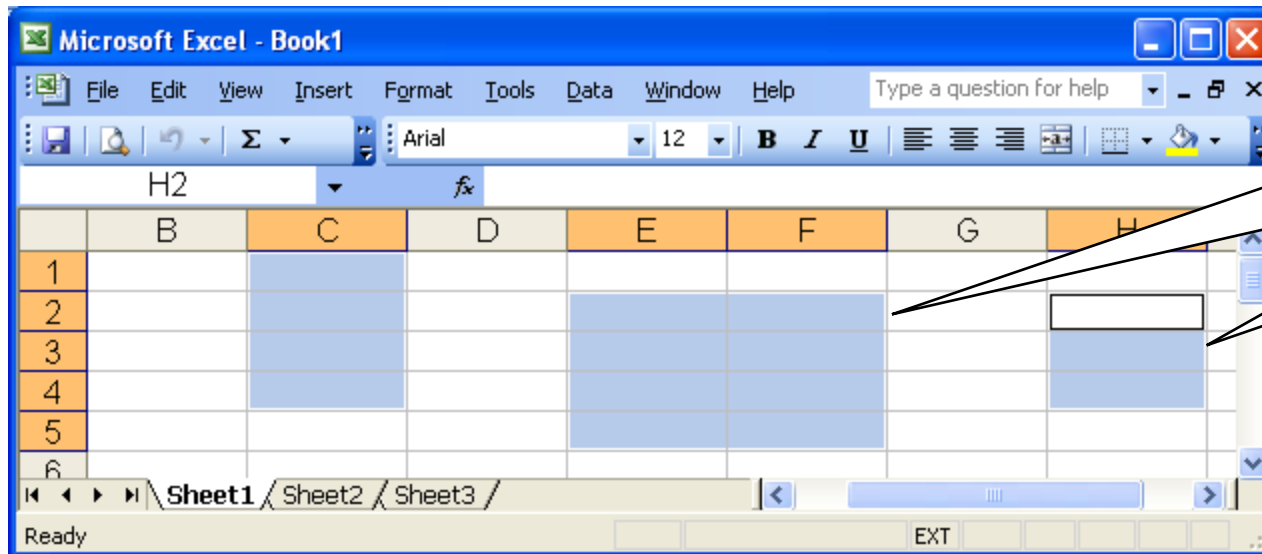 Microsoft Excel - Book1
File Edit View Insert Format Tools Data Window Help Type a question for help
Σ Arial 12 B I U
H2 fx
B C D E F G H
1
2
3
4
5
6
Sheet1 Sheet2 Sheet3
Ready EXT